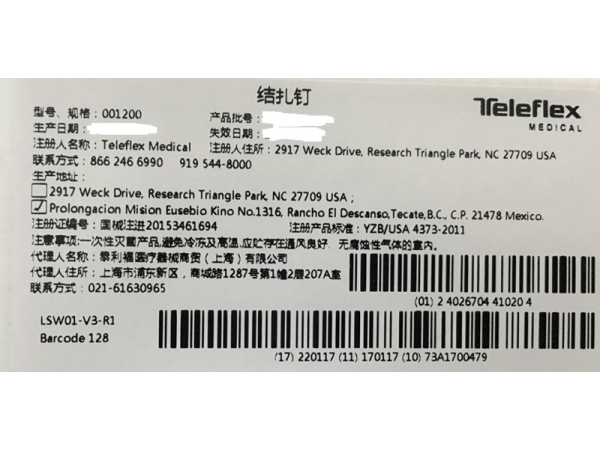 结扎钉
Teleflex
MEDICAL
型号、规格：001200
产品批号：
生产日期：
失效日期：
注册人名称：Teleflex Medical
注册人住所：2917 Weck Drive, Research Triangle Park, NC 27709 USA
联系方式：866 246 6990 919 544-8000
生产地址：
2917 Weck Drive, Research Triangle Park, NC 27709 USA；
Prolongacion Mision Eusebio Kino No.1316, Rancho El Descanso,Tecate,B.C., C.P. 21478 Mexico.
注册证编号：国械注进20153461694 注册产品标准：YZB/USA 4373-2011
注意事项:一次性灭菌产品,避免冷冻及高温,应贮存在通风良好、无腐蚀性气体的室内。
代理人名称：泰利福医疗器械商贸（上海）有限公司
代理人住所：上海市浦东新区，商城路1287号第1幢2层207A室
联系方式：021-61630965
(01) 2 4026704 41020 4
LSW01-V3-R1
Barcode 128
(17) 220117 (11) 170117 (10) 73A1700479